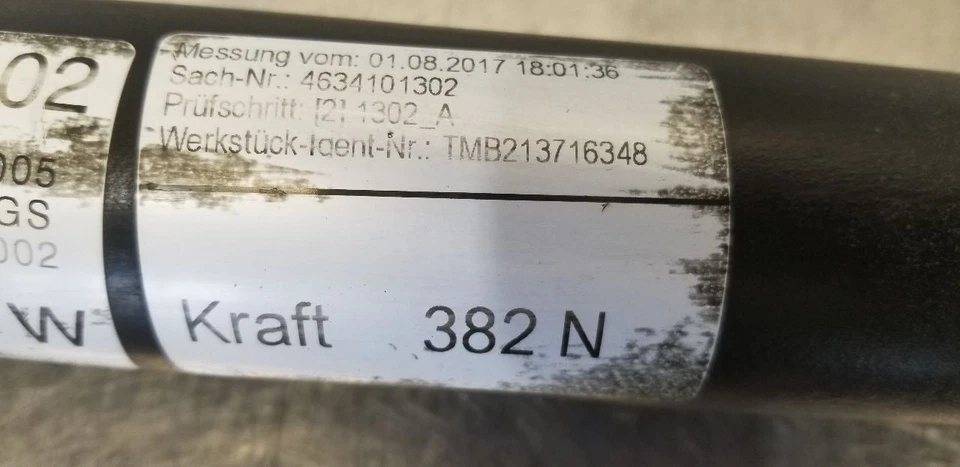 02
Messung vom: 01.08.2017 18:01:36
Sach-Nr.: 4634101302
Prüfschritt: [2] 1302_A
Werkstück-Ident-Nr.: TMB213716348
005
GS
002
W
Kraft 382 N